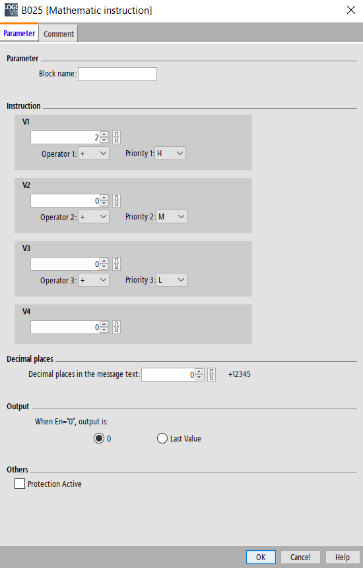 B025 [Mathematic instruction]
Parameter Comment
Parameter
Block name:
Instruction
V1
2
Operator 1: + Priority 1: H
V2
0
Operator 2: + Priority 2: M
V3
0
Operator 3: + Priority 3: L
V4
0
Decimal places
Decimal places in the message text: 0 +12345
Output
When En="0", output is:
0 Last Value
Others
Protection Active
OK Cancel Help